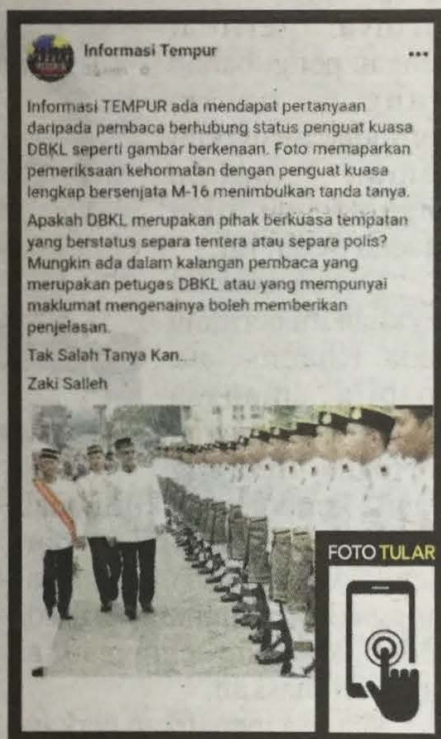 Informasi Tempur
Informasi TEMPUR ada mendapat pertanyaan
daripada pembaca berhubung status penguat kuasa
DBKL seperti gambar berkenaan. Foto memaparkan
pemeriksaan kehormatan dengan penguat kuasa
lengkap bersenjata M-16 menimbulkan tanda tanya.
Apakah DBKL merupakan pihak berkuasa tempatan
yang berstatus separa tentera atau separa polis?
Mungkin ada dalam kalangan pembaca yang
merupakan petugas DBKL atau yang mempunyai
maklumat mengenainya boleh memberikan
penjelasan.
Tak Salah Tanya Kan..
Zaki Salleh
FOTO TULAR